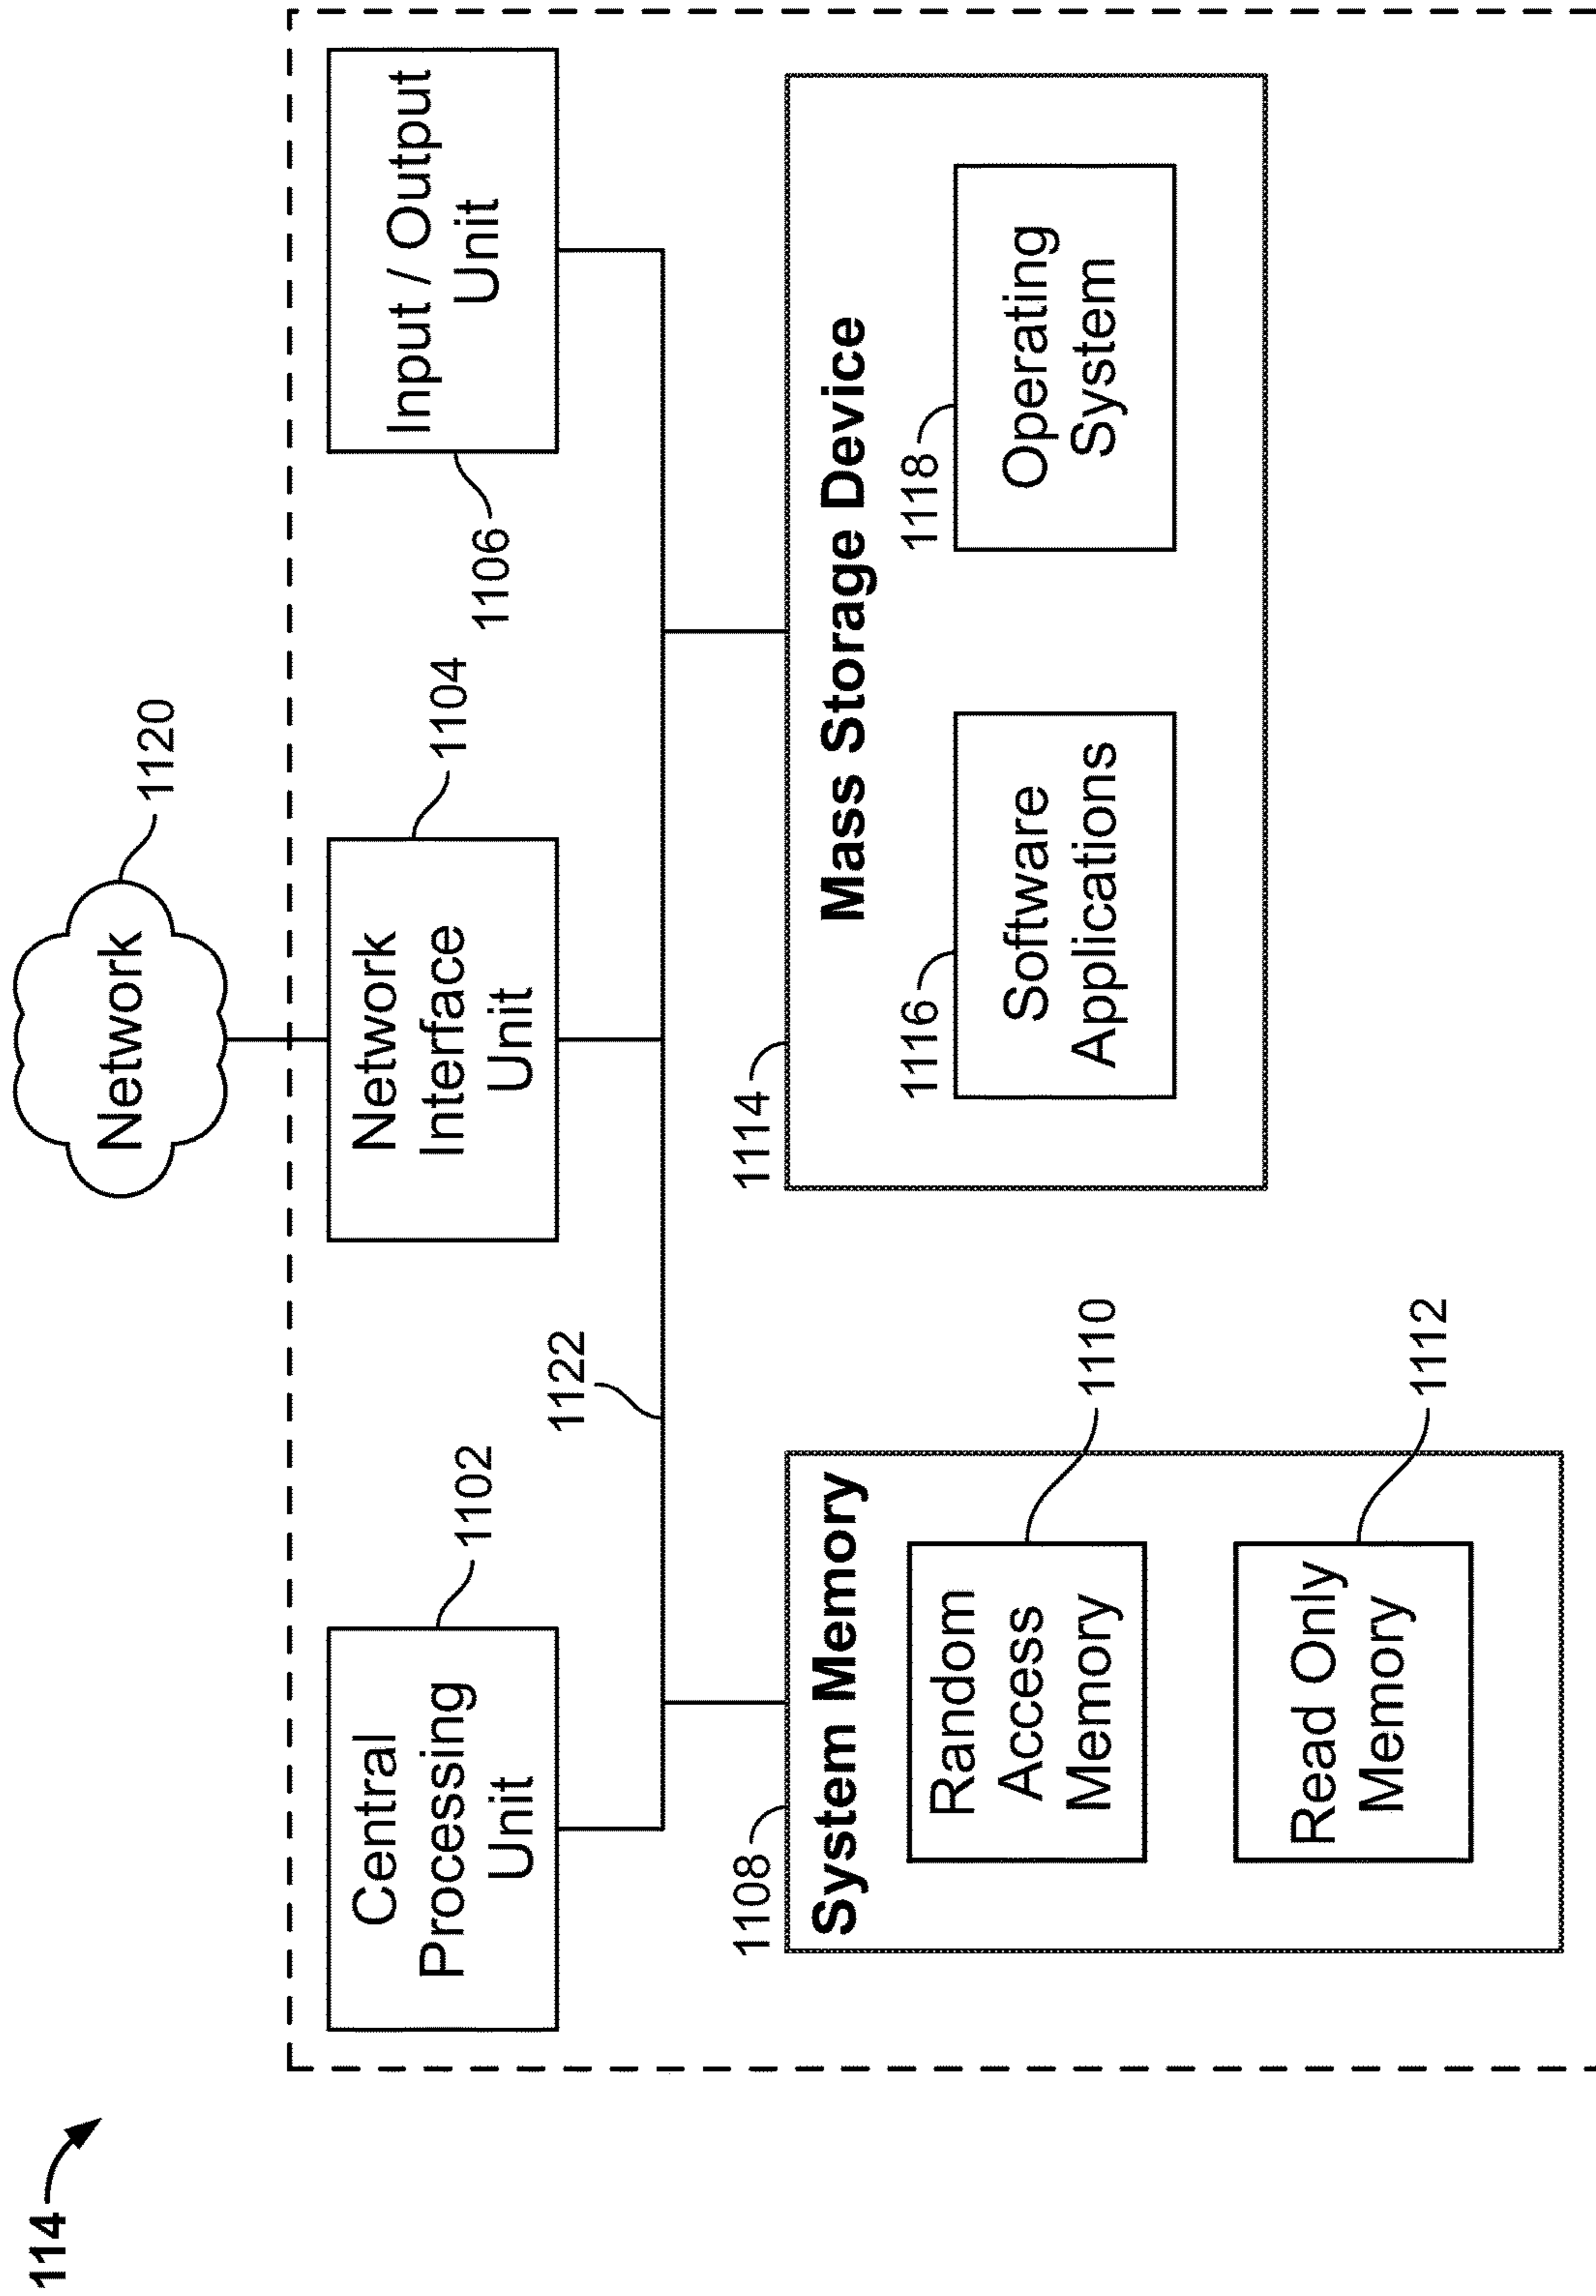 114
Network
1120
Central
Processing
Unit
1102
Network
Interface
Unit
1104
Input / Output
Unit
1106
1122
1108
System Memory
Random
Access
Memory
1110
Read Only
Memory
1112
1114
Mass Storage Device
1116
Software
Applications
1118
Operating
System